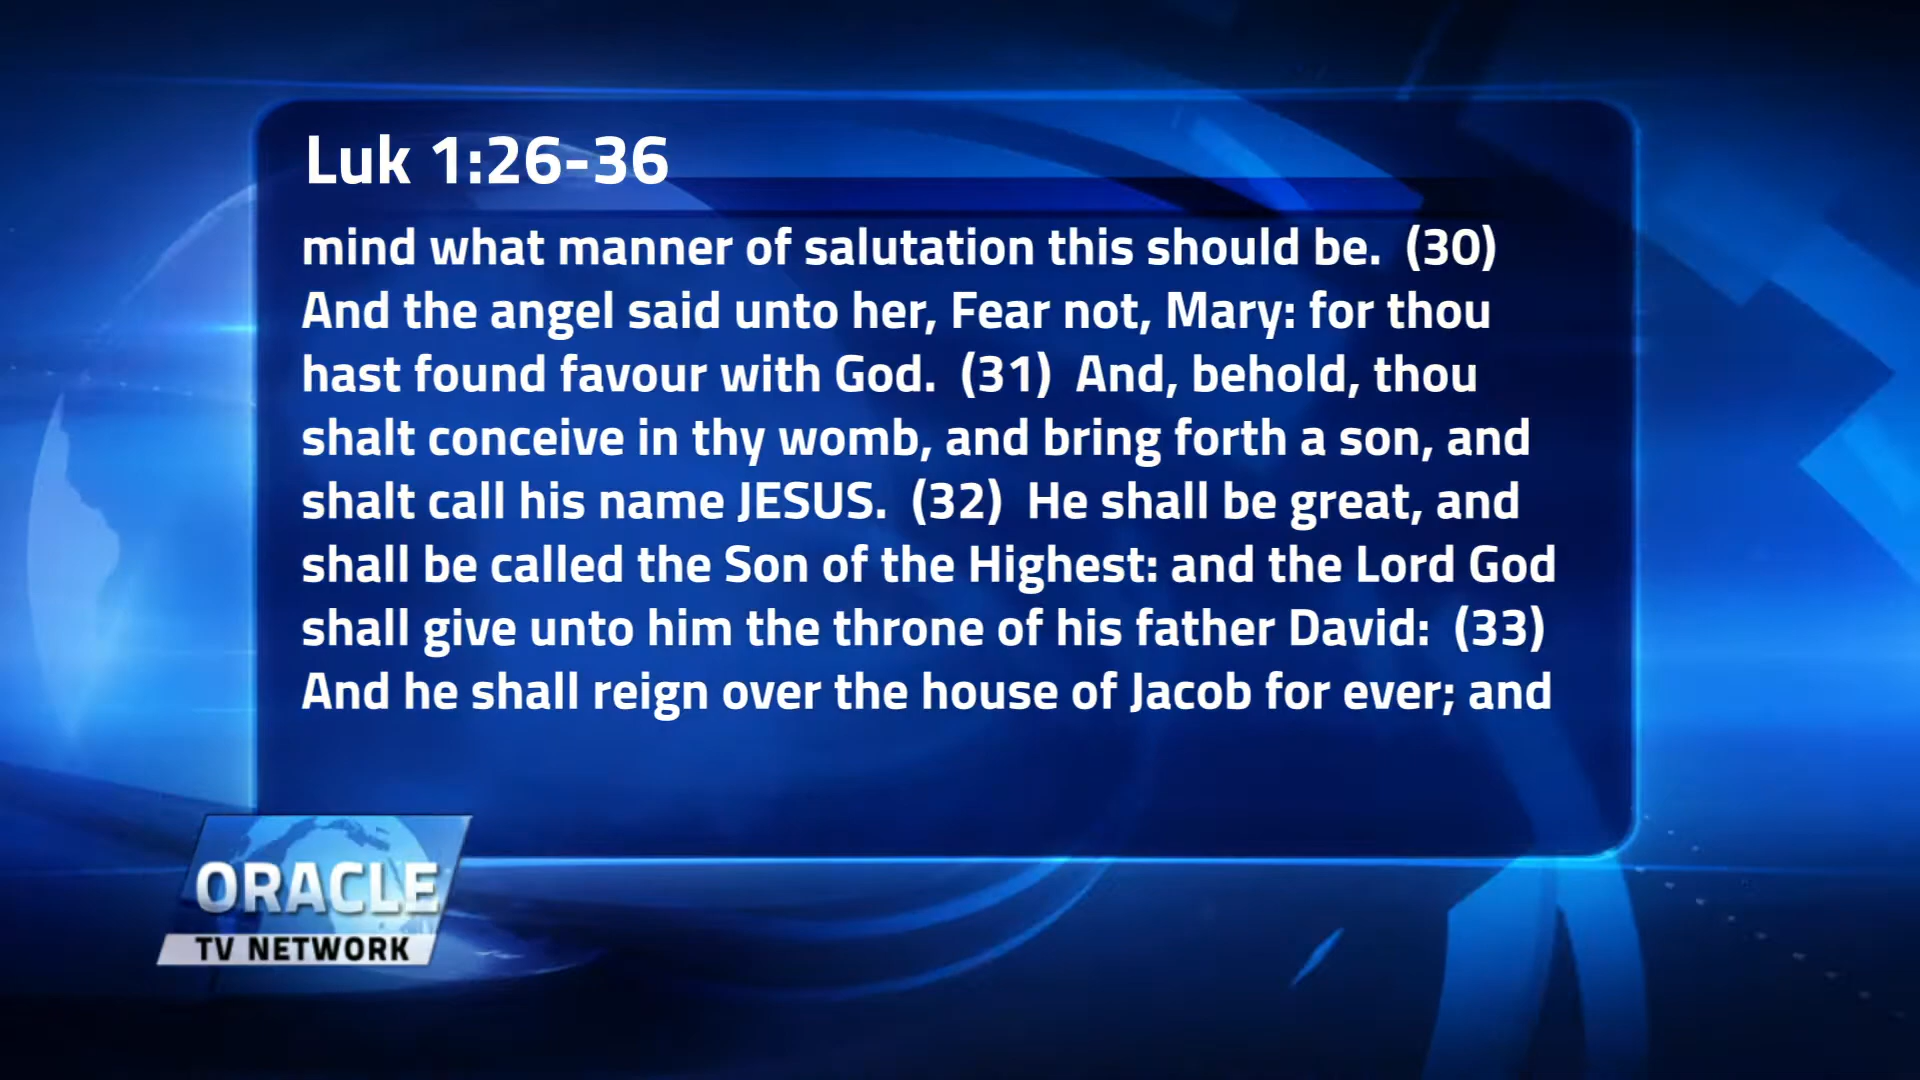 Luk 1:26-36
mind what manner of salutation this should be.  (30)
And the angel said unto her, Fear not, Mary: for thou
hast found favour with God.  (31)  And, behold, thou
shalt conceive in thy womb, and bring forth a son, and
shalt call his name JESUS.  (32)  He shall be great, and
shall be called the Son of the Highest: and the Lord God
shall give unto him the throne of his father David:  (33)
And he shall reign over the house of Jacob for ever; and
ORACLE
TV NETWORK